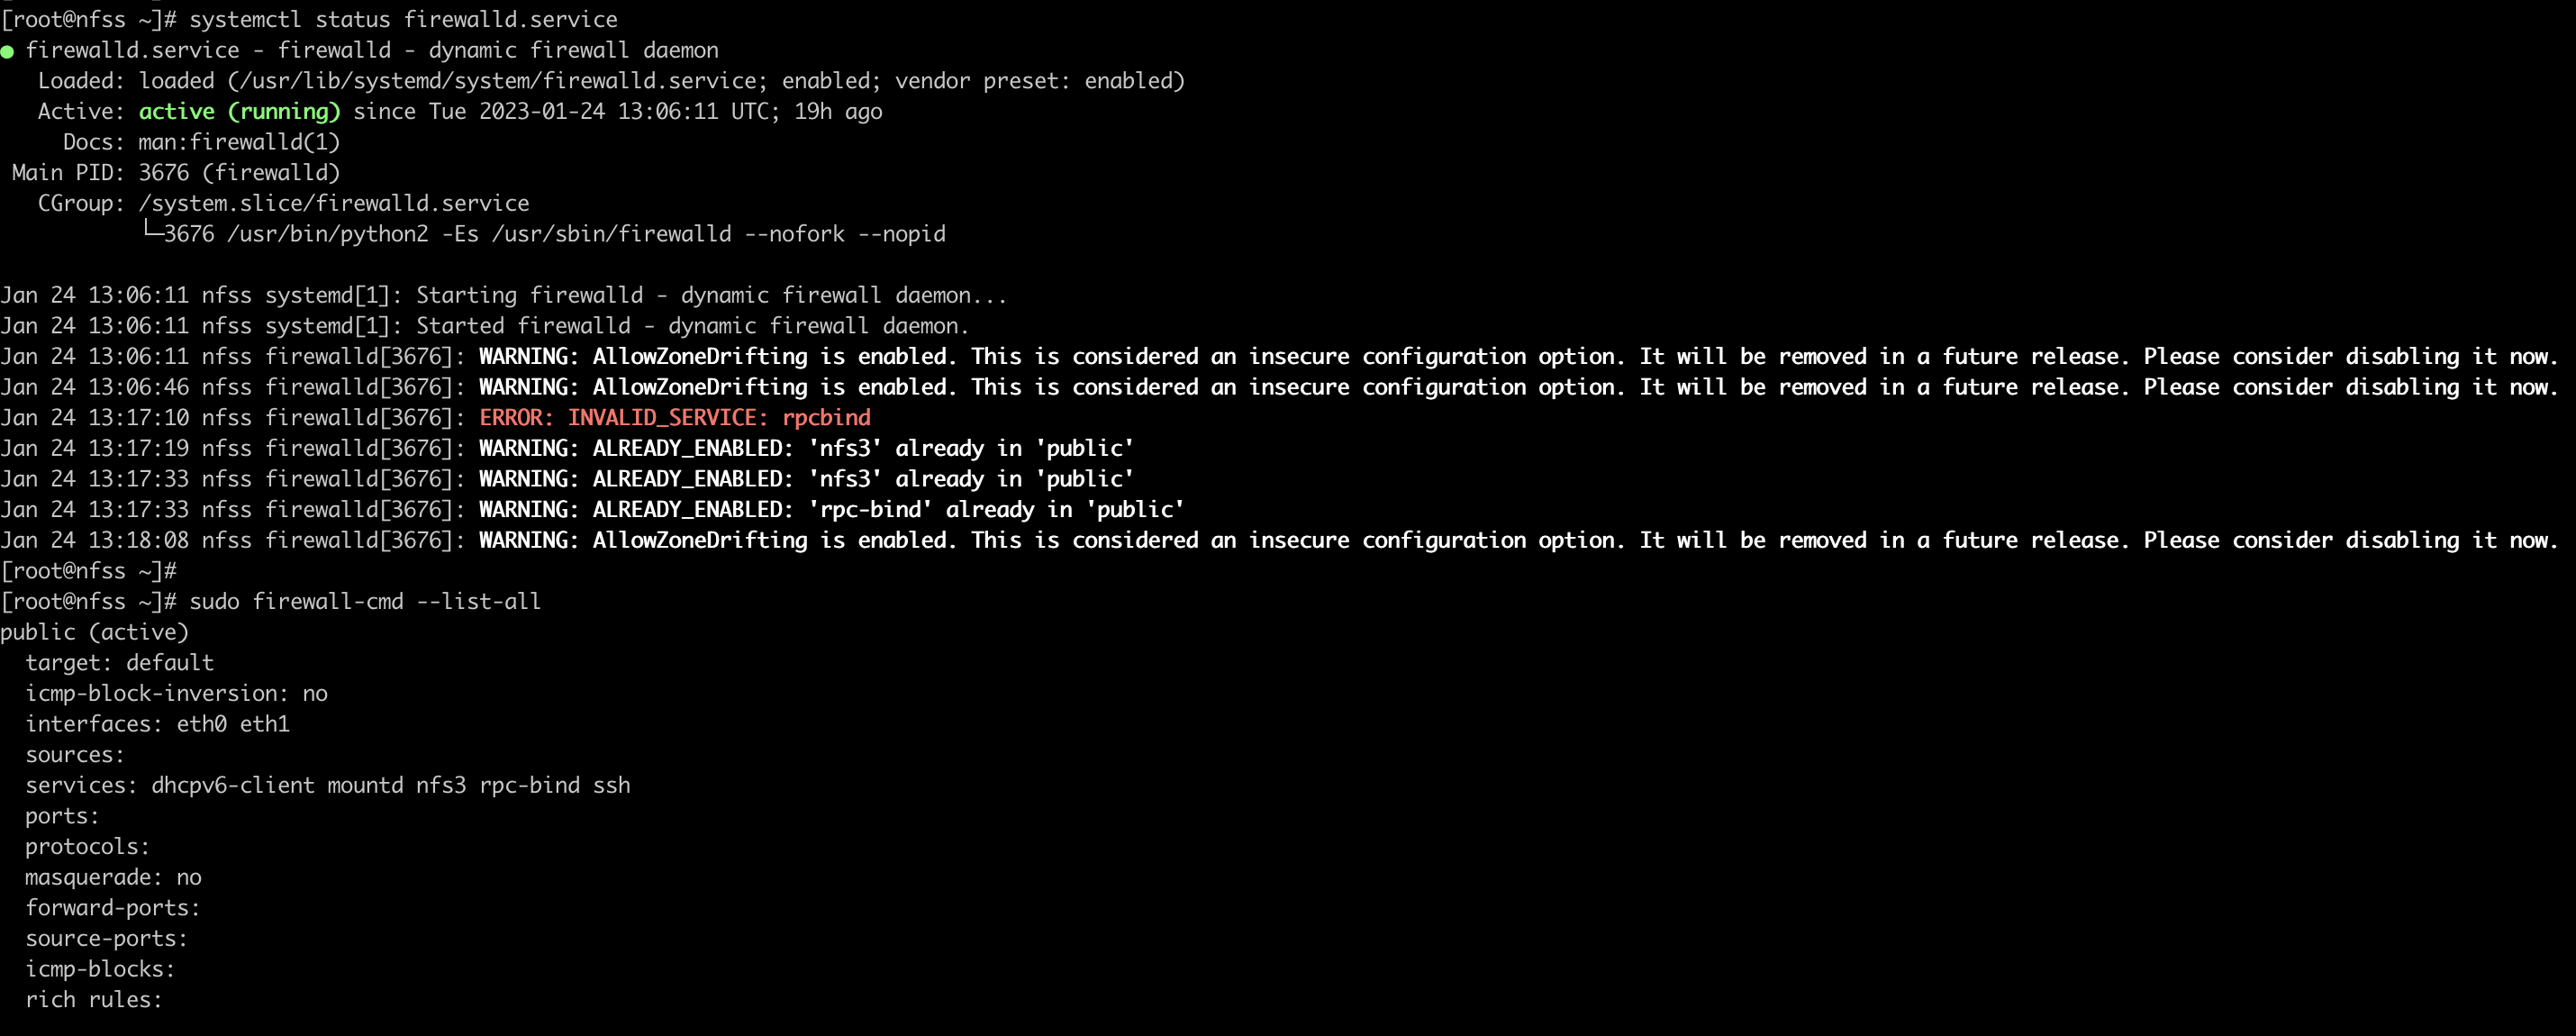 [root@nfss ~]# systemctl status firewalld.service
● firewalld.service - firewalld - dynamic firewall daemon
   Loaded: loaded (/usr/lib/systemd/system/firewalld.service; enabled; vendor preset: enabled)
   Active: active (running) since Tue 2023-01-24 13:06:11 UTC; 19h ago
     Docs: man:firewalld(1)
 Main PID: 3676 (firewalld)
   CGroup: /system.slice/firewalld.service
           └─3676 /usr/bin/python2 -Es /usr/sbin/firewalld --nofork --nopid

Jan 24 13:06:11 nfss systemd[1]: Starting firewalld - dynamic firewall daemon...
Jan 24 13:06:11 nfss systemd[1]: Started firewalld - dynamic firewall daemon.
Jan 24 13:06:11 nfss firewalld[3676]: WARNING: AllowZoneDrifting is enabled. This is considered an insecure configuration option. It will be removed in a future release. Please consider disabling it now.
Jan 24 13:06:46 nfss firewalld[3676]: WARNING: AllowZoneDrifting is enabled. This is considered an insecure configuration option. It will be removed in a future release. Please consider disabling it now.
Jan 24 13:17:10 nfss firewalld[3676]: ERROR: INVALID_SERVICE: rpcbind
Jan 24 13:17:19 nfss firewalld[3676]: WARNING: ALREADY_ENABLED: 'nfs3' already in 'public'
Jan 24 13:17:33 nfss firewalld[3676]: WARNING: ALREADY_ENABLED: 'nfs3' already in 'public'
Jan 24 13:17:33 nfss firewalld[3676]: WARNING: ALREADY_ENABLED: 'rpc-bind' already in 'public'
Jan 24 13:18:08 nfss firewalld[3676]: WARNING: AllowZoneDrifting is enabled. This is considered an insecure configuration option. It will be removed in a future release. Please consider disabling it now.
[root@nfss ~]#
[root@nfss ~]# sudo firewall-cmd --list-all
public (active)
  target: default
  icmp-block-inversion: no
  interfaces: eth0 eth1
  sources:
  services: dhcpv6-client mountd nfs3 rpc-bind ssh
  ports:
  protocols:
  masquerade: no
  forward-ports:
  source-ports:
  icmp-blocks:
  rich rules: